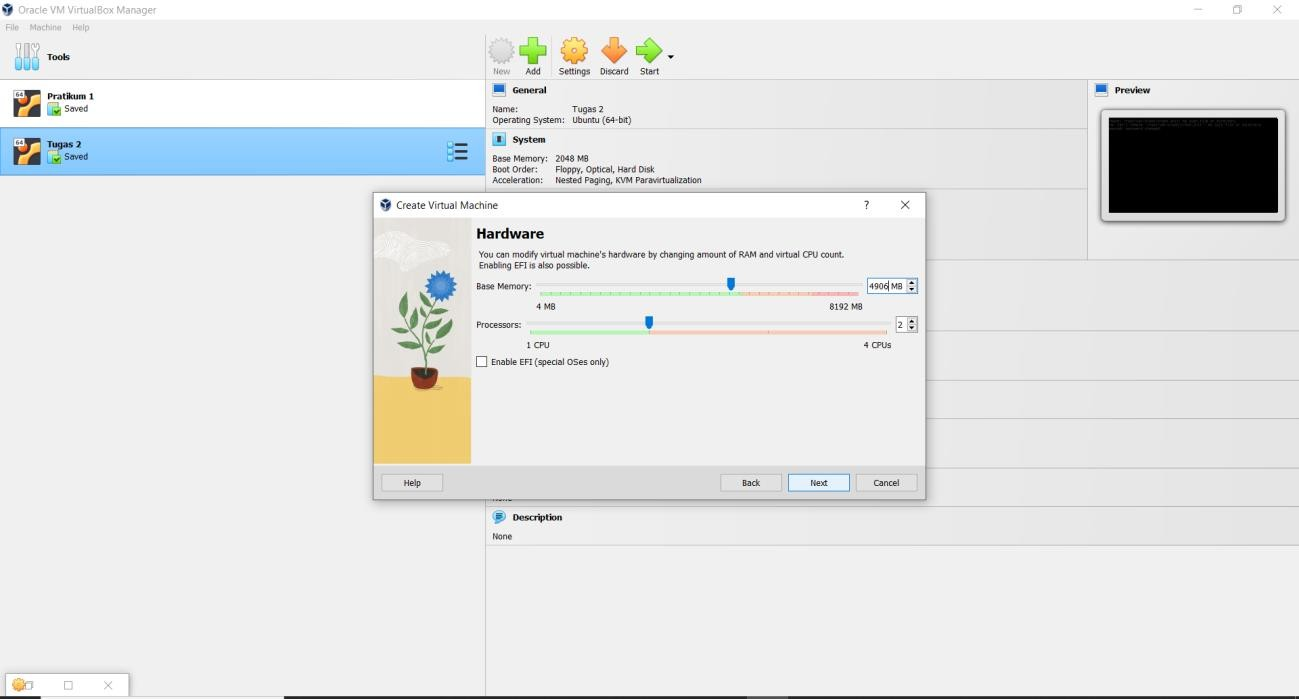 Oracle VM VirtualBox Manager
File Machine Help
Tools
New Add Settings Discard Start
64
Pratikum 1
Saved
64
Tugas 2
Saved
General
Name: Tugas 2
Operating System: Ubuntu (64-bit)
System
Base Memory: 2048 MB
Boot Order: Floppy, Optical, Hard Disk
Acceleration: Nested Paging, KVM Paravirtualization
Preview
Create Virtual Machine
?
Hardware
You can modify virtual machine's hardware by changing amount of RAM and virtual CPU count.
Enabling EFI is also possible.
Base Memory: 4906 MB
4 MB 8192 MB
Processors: 2
1 CPU 4 CPUs
Enable EFI (special OSes only)
Help Back Next Cancel
Description
None